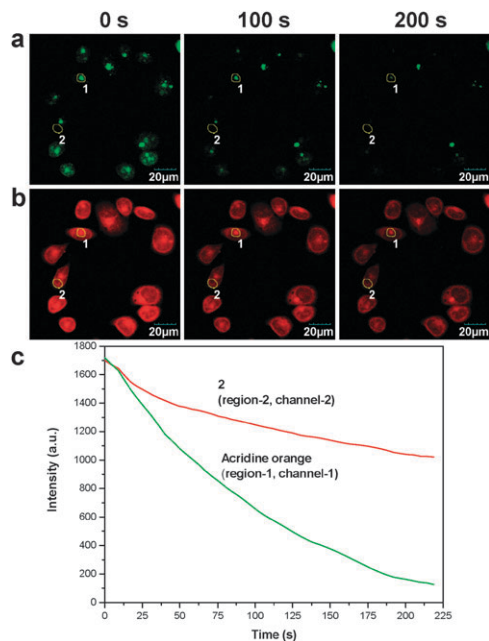 0 s 100 s 200 s
a
1 1 1
2 2 2
20μm 20μm 20μm
b
1 1 1
2 2 2
20μm 20μm 20μm
c
1800
1600
1400
1200
1000
800
600
400
200
0
Intensity (a.u.)
2
(region-2, channel-2)
Acridine orange
(region-1, channel-1)
0 25 50 75 100 125 150 175 200 225
Time (s)